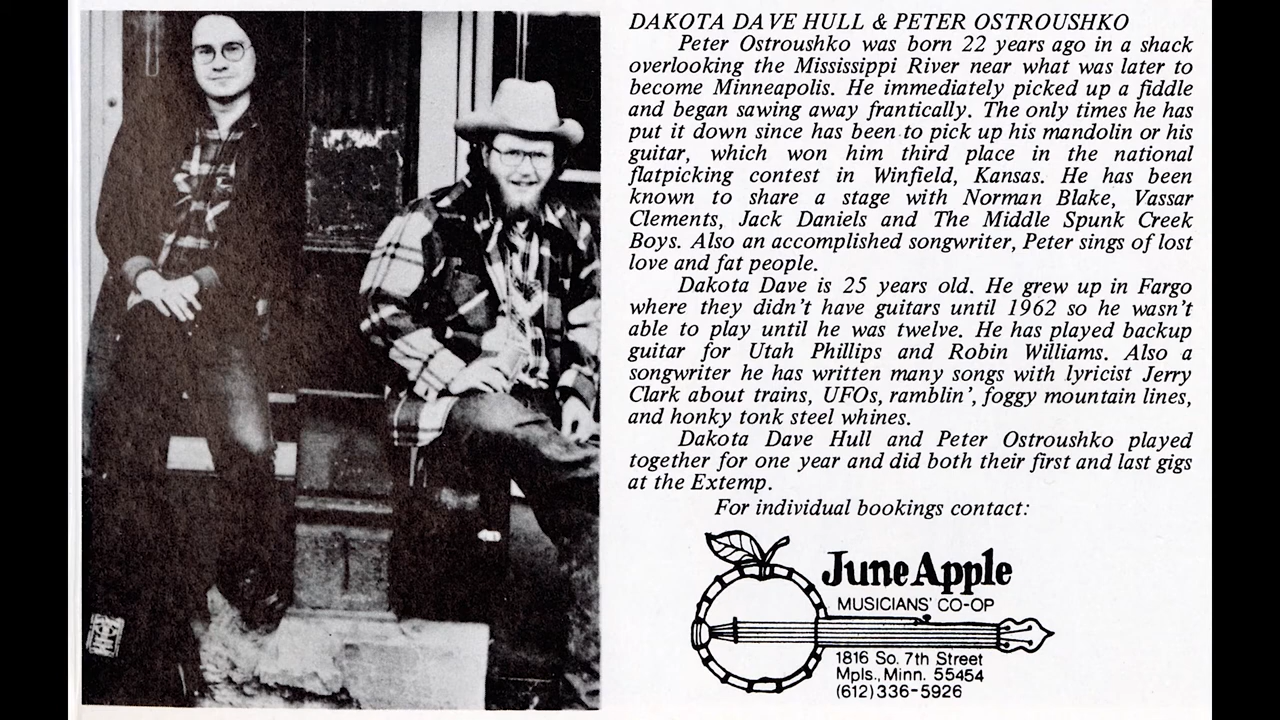 DAKOTA DAVE HULL & PETER OSTROUSHKO
Peter Ostroushko was born 22 years ago in a shack
overlooking the Mississippi River near what was later to
become Minneapolis. He immediately picked up a fiddle
and began sawing away frantically. The only times he has
put it down since has been to pick up his mandolin or his
guitar, which won him third place in the national
flatpicking contest in Winfield, Kansas. He has been
known to share a stage with Norman Blake, Vassar
Clements, Jack Daniels and The Middle Spunk Creek
Boys. Also an accomplished songwriter, Peter sings of lost
love and fat people.
Dakota Dave is 25 years old. He grew up in Fargo
where they didn't have guitars until 1962 so he wasn't
able to play until he was twelve. He has played backup
guitar for Utah Phillips and Robin Williams. Also a
songwriter he has written many songs with lyricist Jerry
Clark about trains, UFOs, ramblin', foggy mountain lines,
and honky tonk steel whines.
Dakota Dave Hull and Peter Ostroushko played
together for one year and did both their first and last gigs
at the Extemp.
For individual bookings contact:
June Apple
MUSICIANS' CO-OP
1816 So. 7th Street
Mpls., Minn. 55454
(612) 336-5926